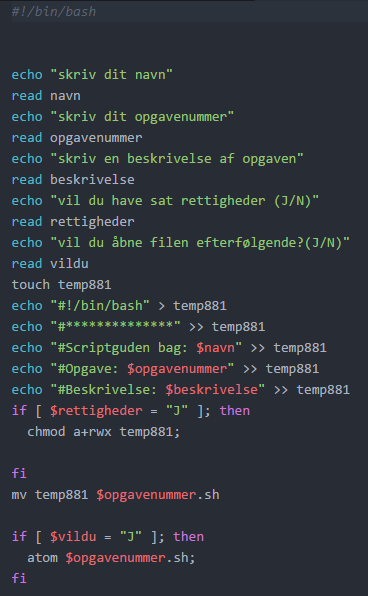 #!/bin/bash
echo "skriv dit navn"
read navn
echo "skriv dit opgavenummer"
read opgavenummer
echo "skriv en beskrivelse af opgaven"
read beskrivelse
echo "vil du have sat rettigheder (J/N)"
read rettigheder
echo "vil du åbne filen efterfølgende?(J/N)"
read vildu
touch temp881
echo "#!/bin/bash" > temp881
echo "#**************" >> temp881
echo "#Scriptguden bag: $navn" >> temp881
echo "#Opgave: $opgavenummer" >> temp881
echo "#Beskrivelse: $beskrivelse" >> temp881
if [ $rettigheder = "J" ]; then
  chmod a+rwx temp881;
fi
mv temp881 $opgavenummer.sh
if [ $vildu = "J" ]; then
  atom $opgavenummer.sh;
fi